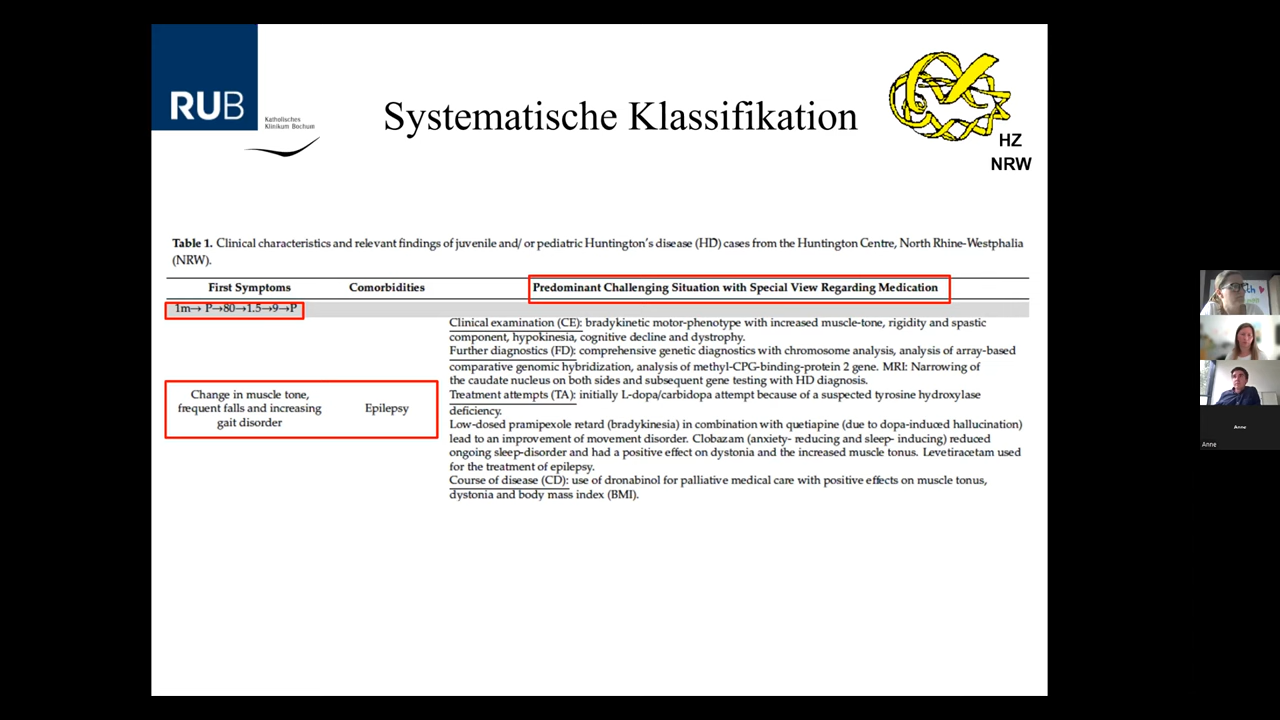 RUB
Katholisches
Klinikum Bochum
Systematische Klassifikation
HZ
NRW
Table 1. Clinical characteristics and relevant findings of juvenile and/ or pediatric Huntington's disease (HD) cases from the Huntington Centre, North Rhine-Westphalia
(NRW).
First Symptoms Comorbidities Predominant Challenging Situation with Special View Regarding Medication
1m→ P→80→1.5→9→P
Clinical examination (CE): bradykinetic motor-phenotype with increased muscle-tone, rigidity and spastic
component, hypokinesia, cognitive decline and dystrophy.
Further diagnostics (FD): comprehensive genetic diagnostics with chromosome analysis, analysis of array-based
comparative genomic hybridization, analysis of methyl-CPG-binding-protein 2 gene. MRI: Narrowing of
the caudate nucleus on both sides and subsequent gene testing with HD diagnosis.
Change in muscle tone,
frequent falls and increasing
gait disorder
Epilepsy
Treatment attempts (TA): initially L-dopa/carbidopa attempt because of a suspected tyrosine hydroxylase
deficiency.
Low-dosed pramipexole retard (bradykinesia) in combination with quetiapine (due to dopa-induced hallucination)
lead to an improvement of movement disorder. Clobazam (anxiety- reducing and sleep- inducing) reduced
ongoing sleep-disorder and had a positive effect on dystonia and the increased muscle tonus. Levetiracetam used
for the treatment of epilepsy.
Course of disease (CD): use of dronabinol for palliative medical care with positive effects on muscle tonus,
dystonia and body mass index (BMI).
Anne
Anne